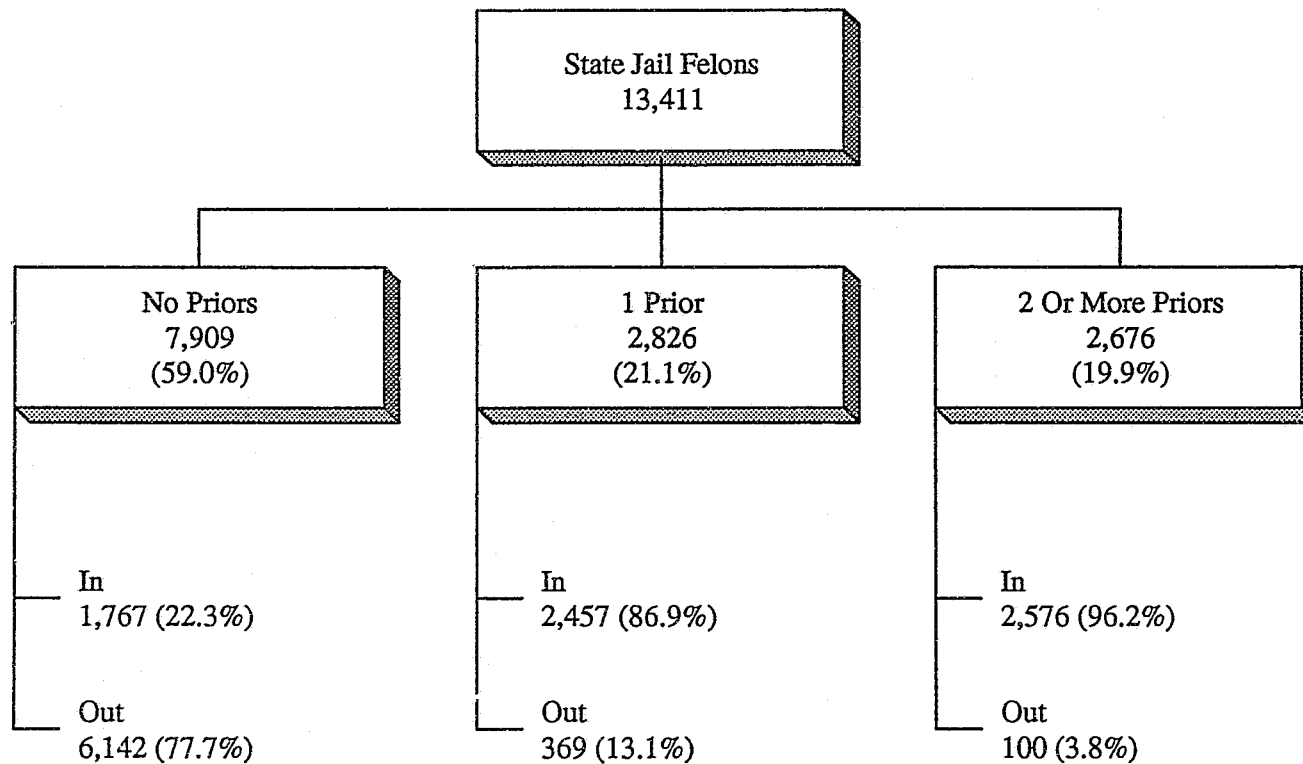 State Jail Felons
13,411
No Priors
7,909
(59.0%)
1 Prior
2,826
(21.1%)
2 Or More Priors
2,676
(19.9%)
In
1,767 (22.3%)
Out
6,142 (77.7%)
In
2,457 (86.9%)
Out
369 (13.1%)
In
2,576 (96.2%)
Out
100 (3.8%)